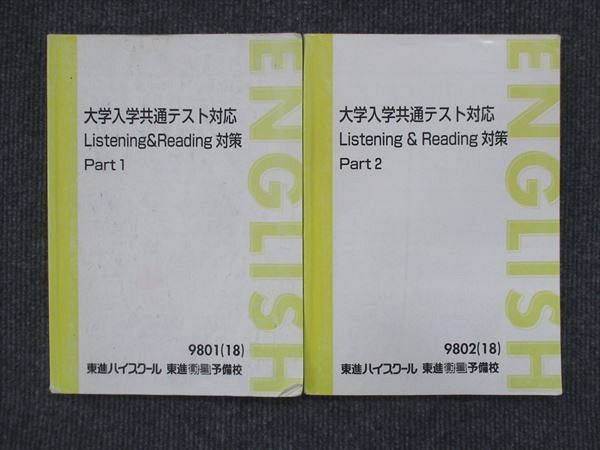 大学入学共通テスト対応
Listening&Reading 対策
Part 1
ENGLISH
9801(18)
東進ハイスクール 東進衛星予備校
大学入学共通テスト対応
Listening & Reading 対策
Part 2
ENGLISH
9802(18)
東進ハイスクール 東進衛星予備校